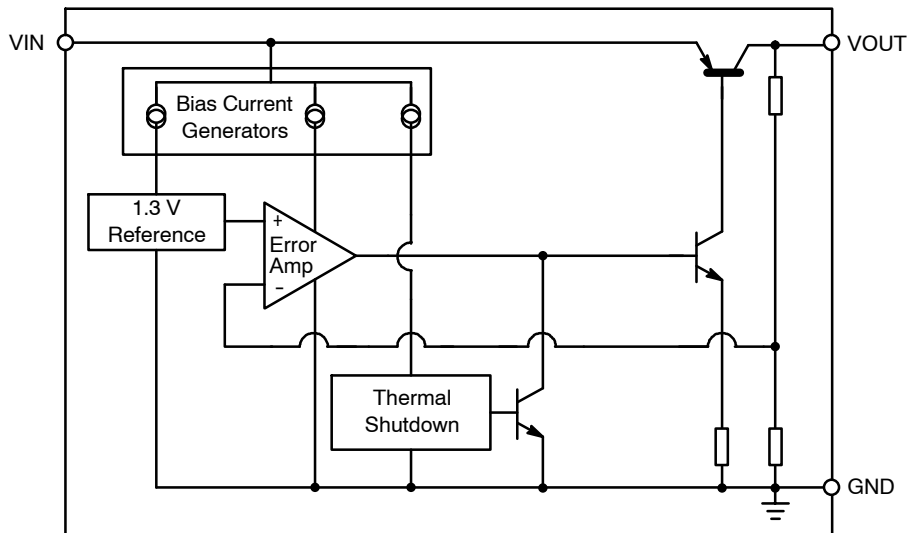 VIN
VOUT
Bias Current
Generators
1.3 V
Reference
+
Error
Amp
−
Thermal
Shutdown
GND